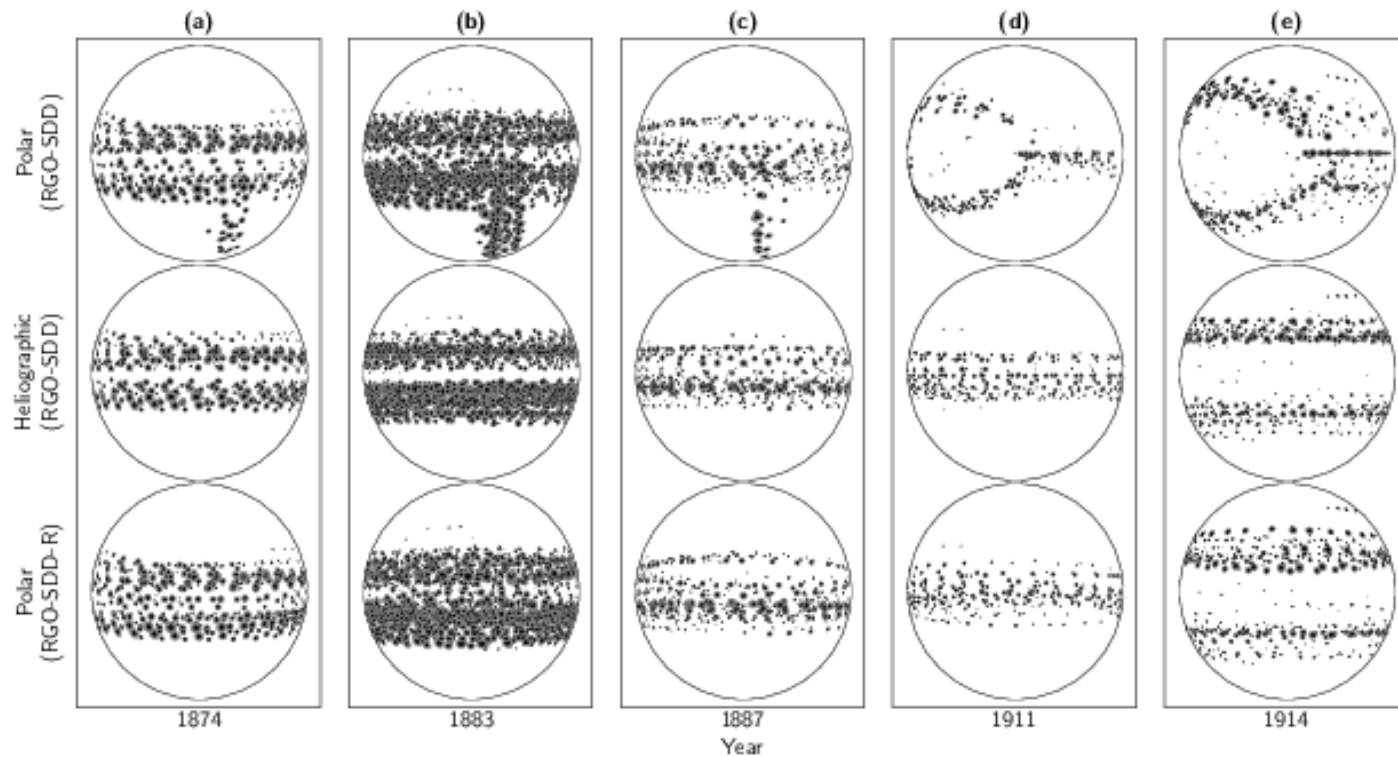 (a) (b) (c) (d) (e)
Polar
(RGO-SDD)
Heliographic
(RGO-SDD)
Polar
(RGO-SDD-R)
1874 1883 1887 1911 1914
Year